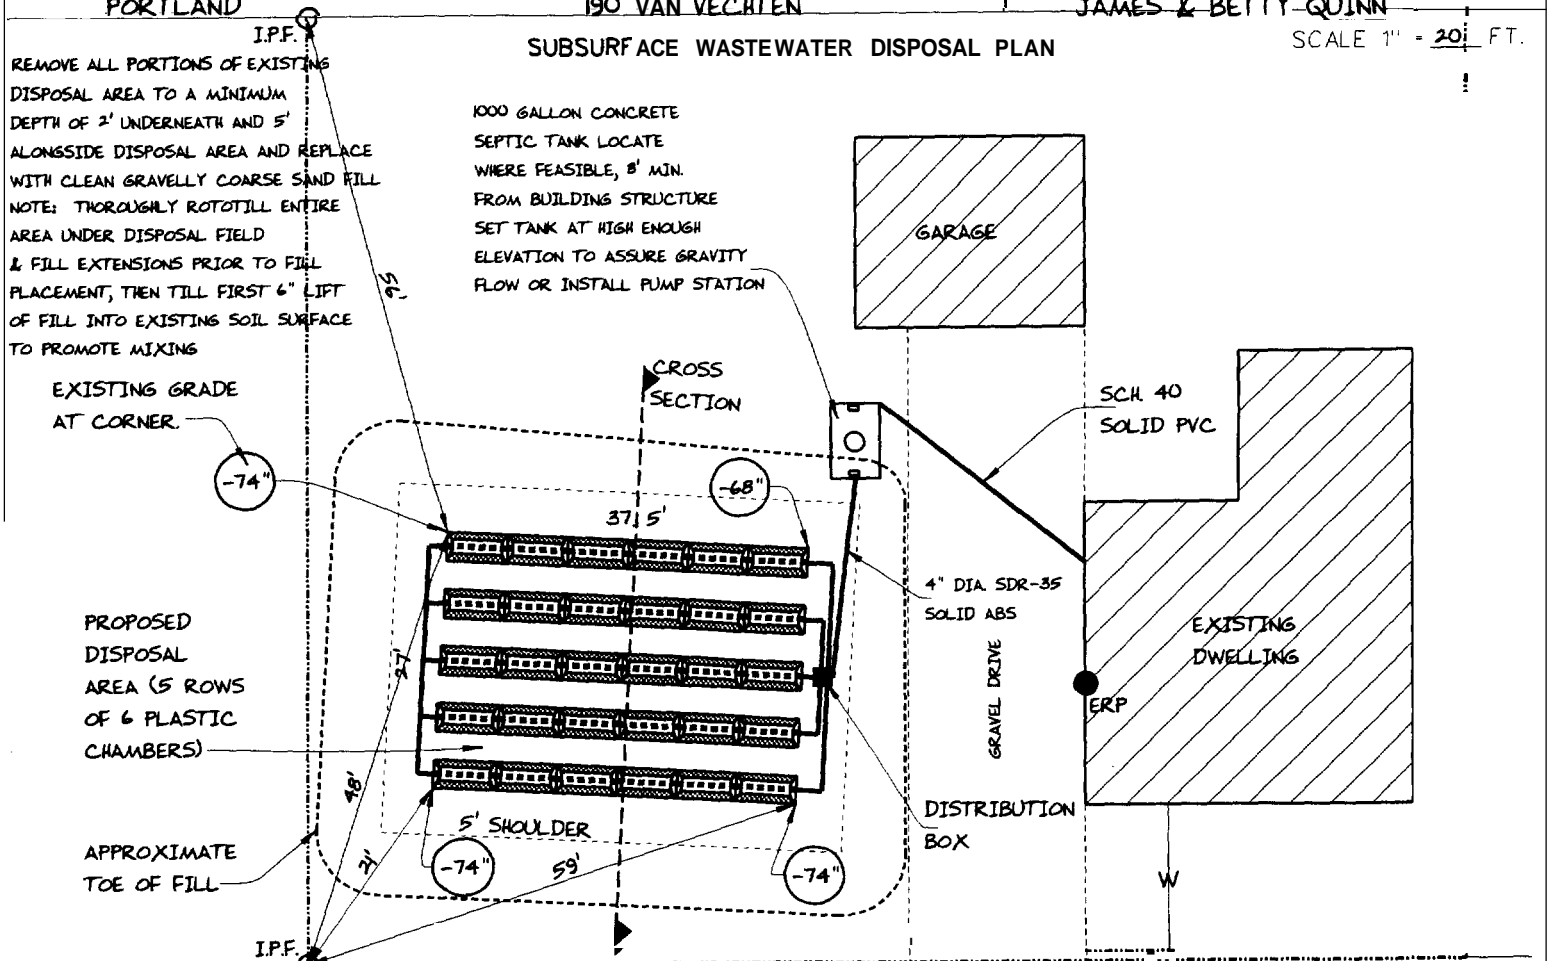 PORTLAND
190 VAN VECHTEN
JAMES & BETTY QUINN
SUBSURFACE WASTEWATER DISPOSAL PLAN
SCALE 1" = 20 FT.
I.P.F.
REMOVE ALL PORTIONS OF EXISTING
DISPOSAL AREA TO A MINIMUM
DEPTH OF 2' UNDERNEATH AND 5'
ALONGSIDE DISPOSAL AREA AND REPLACE
WITH CLEAN GRAVELLY COARSE SAND FILL
NOTE: THOROUGHLY ROTOTILL ENTIRE
AREA UNDER DISPOSAL FIELD
& FILL EXTENSIONS PRIOR TO FILL
PLACEMENT, THEN TILL FIRST 6" LIFT
OF FILL INTO EXISTING SOIL SURFACE
TO PROMOTE MIXING
1000 GALLON CONCRETE
SEPTIC TANK LOCATE
WHERE FEASIBLE, 8' MIN.
FROM BUILDING STRUCTURE
SET TANK AT HIGH ENOUGH
ELEVATION TO ASSURE GRAVITY
FLOW OR INSTALL PUMP STATION
GARAGE
EXISTING GRADE
AT CORNER.
CROSS
SECTION
SCH. 40
SOLID PVC
-74"
-68"
37.5'
4" DIA. SDR-35
SOLID ABS
PROPOSED
DISPOSAL
AREA (5 ROWS
OF 6 PLASTIC
CHAMBERS)
27'
GRAVEL DRIVE
EXISTING
DWELLING
ERP
48'
5' SHOULDER
DISTRIBUTION
BOX
APPROXIMATE
TOE OF FILL
-74"
59'
-74"
W
I.P.F.